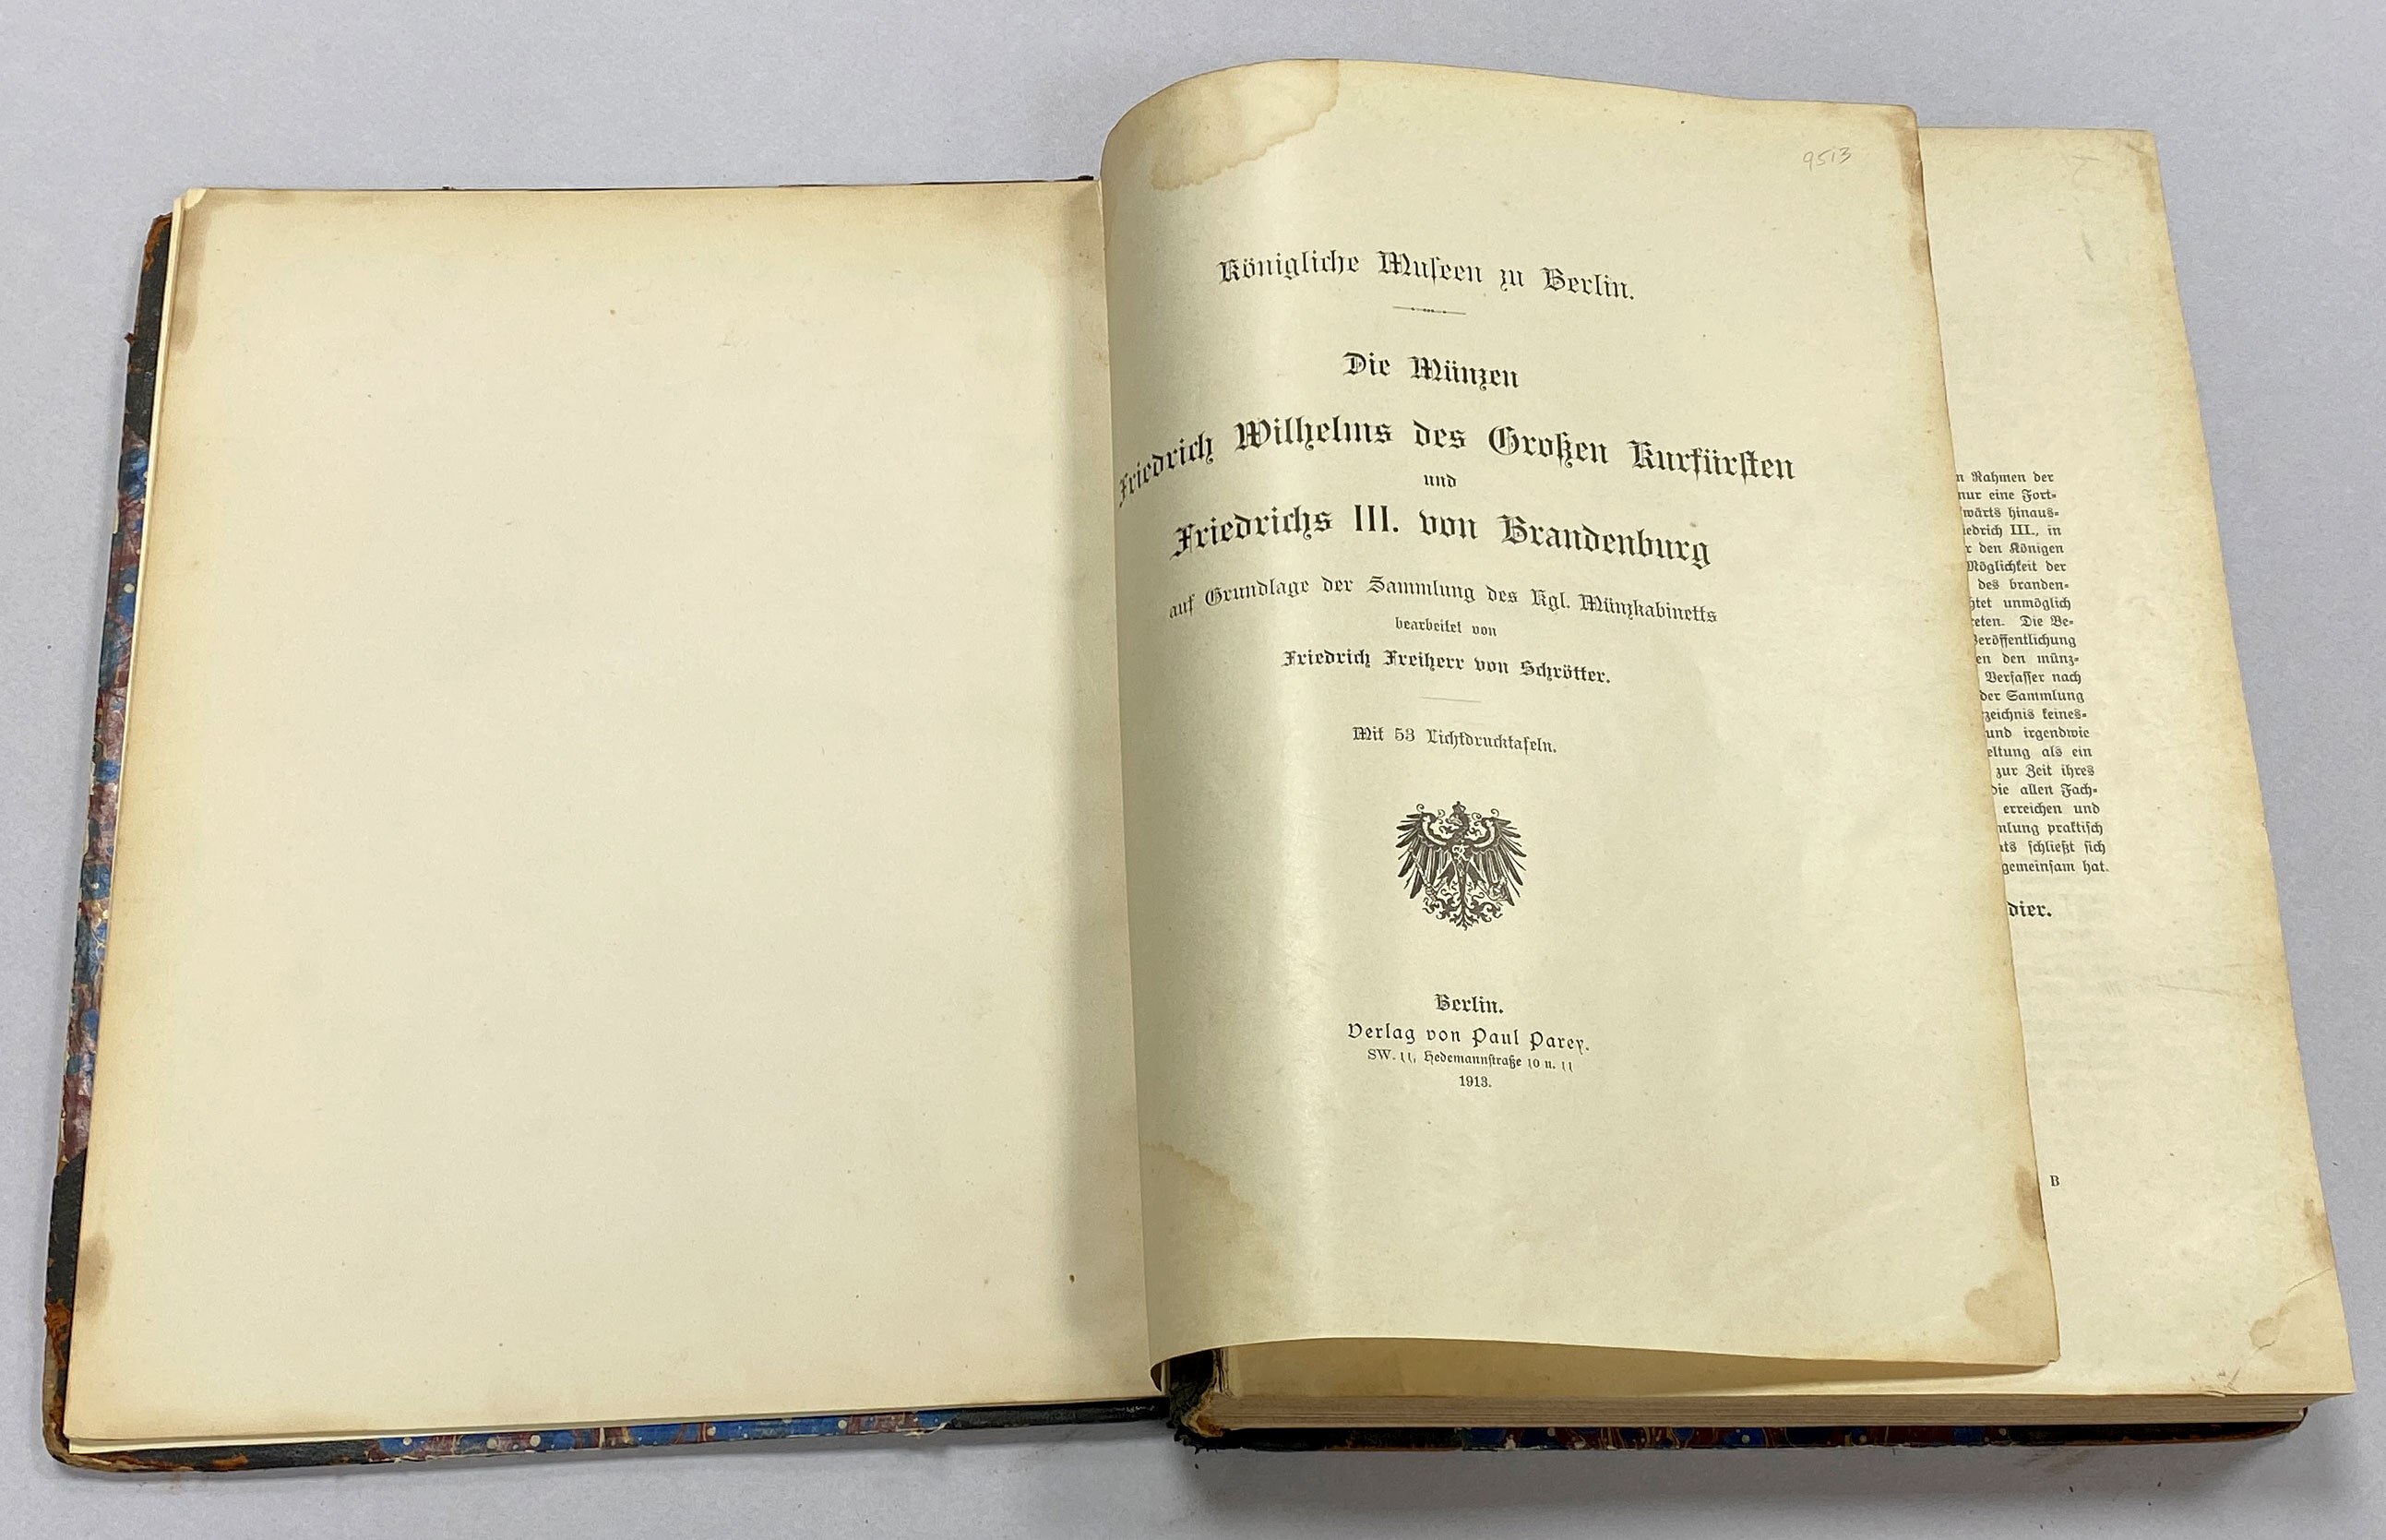 9513
Königliche Museen zu Berlin.
Die Münzen
Friedrich Wilhelms des Großen Kurfürsten
und
Friedrichs III. von Brandenburg
auf Grundlage der Sammlung des Kgl. Münzkabinetts
bearbeitet von
Friedrich Freiherr von Schrötter.
Mit 53 Lichtdrucktafeln.
Berlin.
Verlag von Paul Parey.
SW. 11, Hedemannstraße 10 u. 11
1913.
n Rahmen der
nur eine Fort-
wärts hinaus-
iedrich III., in
r den Königen
Möglichkeit der
des branden-
htet unmöglich
reten. Die Be-
Veröffentlichung
en den münz-
Verfasser nach
der Sammlung
zeichnis keines-
und irgendwie
eltung als ein
zur Zeit ihres
die allen Fach-
erreichen und
mlung praktisch
ts schließt sich
gemeinsam hat.
dier.
B